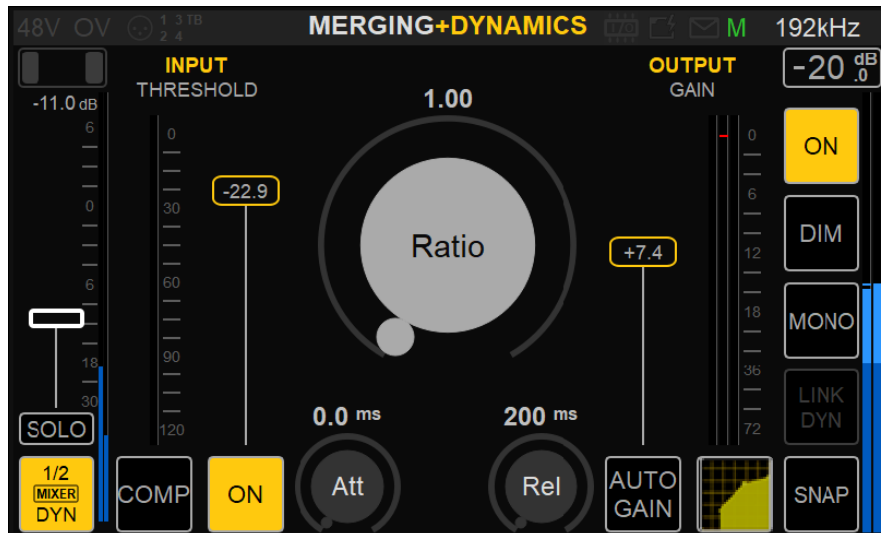 48V OV 1 3 TB MERGING+DYNAMICS I/O M 192kHz
2 4
INPUT OUTPUT -20 dB .0
THRESHOLD GAIN
-11.0 dB 1.00
6
0 0 ON
-22.9 6
0 30 Ratio DIM
+7.4 12
6 60
18 MONO
18 90
36 LINK
30 0.0 ms 200 ms DYN
SOLO 120 72
1/2 COMP ON Att Rel AUTO SNAP
MIXER GAIN
DYN